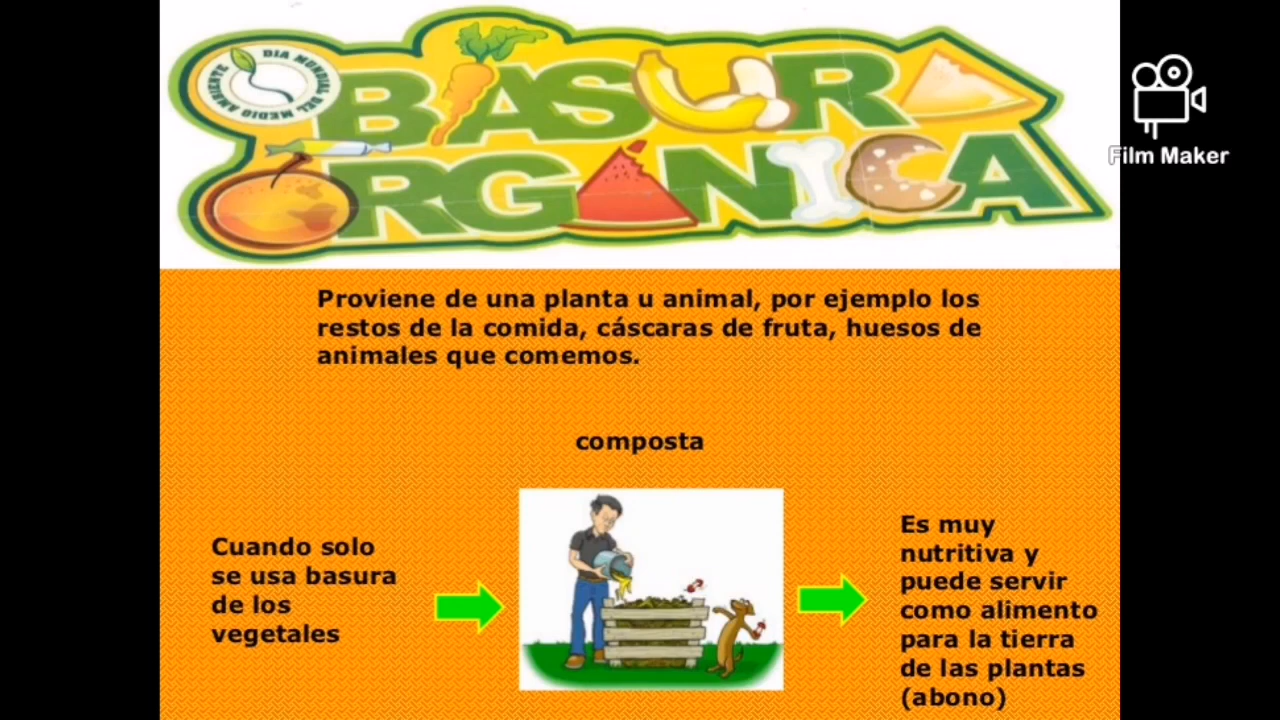 DIA MUNDIAL DEL MEDIO AMBIENTE
BASURA
ORGANICA
Film Maker
Proviene de una planta u animal, por ejemplo los
restos de la comida, cáscaras de fruta, huesos de
animales que comemos.
composta
Cuando solo
se usa basura
de los
vegetales
Es muy
nutritiva y
puede servir
como alimento
para la tierra
de las plantas
(abono)